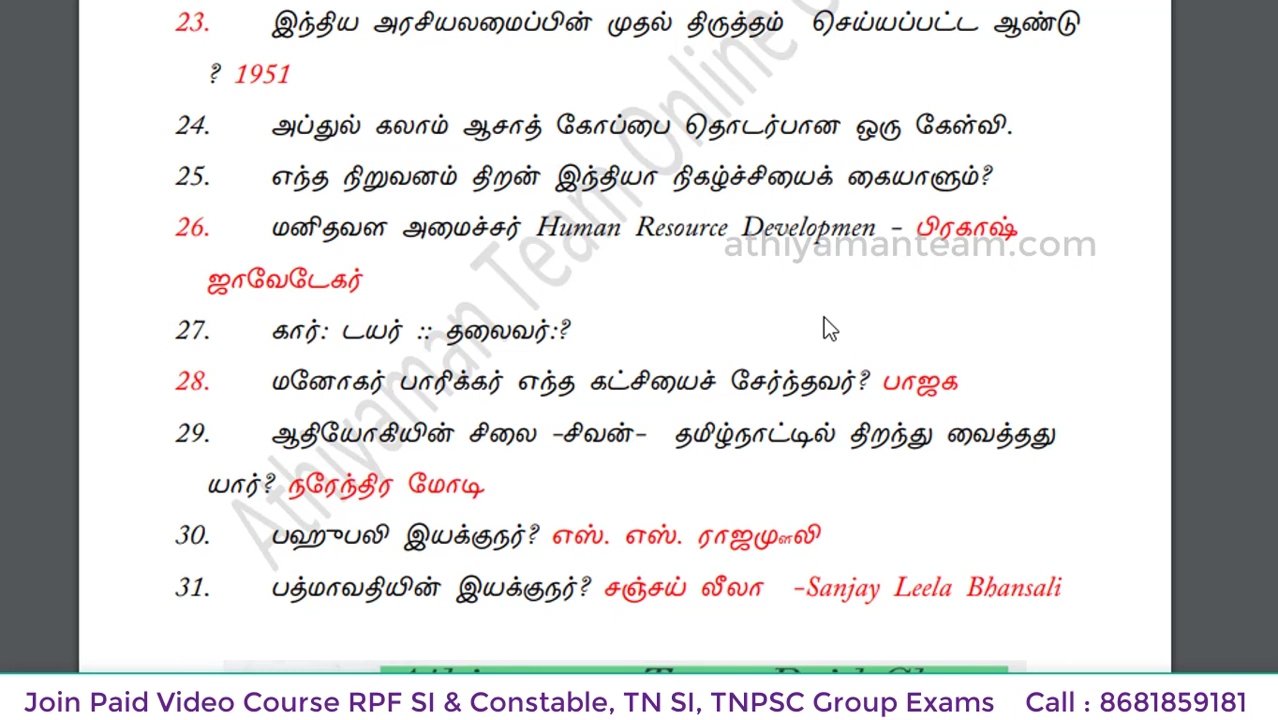 23. இந்திய அரசியலமைப்பின் முதல் திருத்தம் செய்யப்பட்ட ஆண்டு
? 1951
24. அப்துல் கலாம் ஆசாத் கோப்பை தொடர்பான ஒரு கேள்வி.
25. எந்த நிறுவனம் திறன் இந்தியா நிகழ்ச்சியைக் கையாளும்?
26. மனிதவள அமைச்சர் Human Resource Developmen - பிரகாஷ்
athiyamanteam.com
ஜாவேடேகர்
27. கார்: டயர் :: தலைவர்:?
28. மனோகர் பாரிக்கர் எந்த கட்சியைச் சேர்ந்தவர்? பாஜக
29. ஆதியோகியின் சிலை -சிவன்- தமிழ்நாட்டில் திறந்து வைத்தது
யார்? நரேந்திர மோடி
30. பஹுபலி இயக்குநர்? எஸ். எஸ். ராஜமௌலி
31. பத்மாவதியின் இயக்குநர்? சஞ்சய் லீலா -Sanjay Leela Bhansali
Athiyaman Team Online
Join Paid Video Course RPF SI & Constable, TN SI, TNPSC Group Exams Call : 8681859181